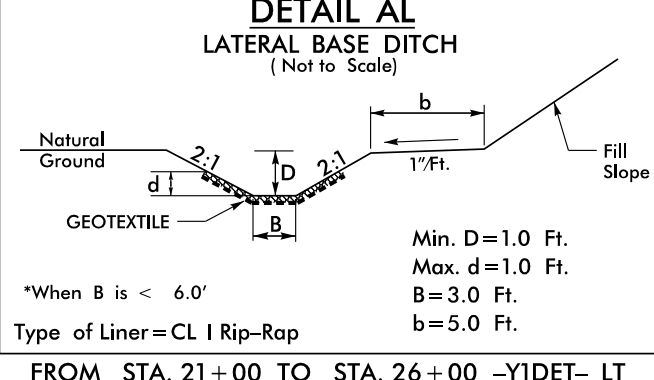 DETAIL AL
LATERAL BASE DITCH
( Not to Scale)
b
Natural
Ground
2:1
D
2:1
1"/Ft.
Fill
Slope
d
GEOTEXTILE
B
Min. D=1.0 Ft.
Max. d=1.0 Ft.
*When B is < 6.0'
B=3.0 Ft.
b=5.0 Ft.
Type of Liner=CL I Rip-Rap
FROM STA. 21+00 TO STA. 26+00 -Y1DET- LT